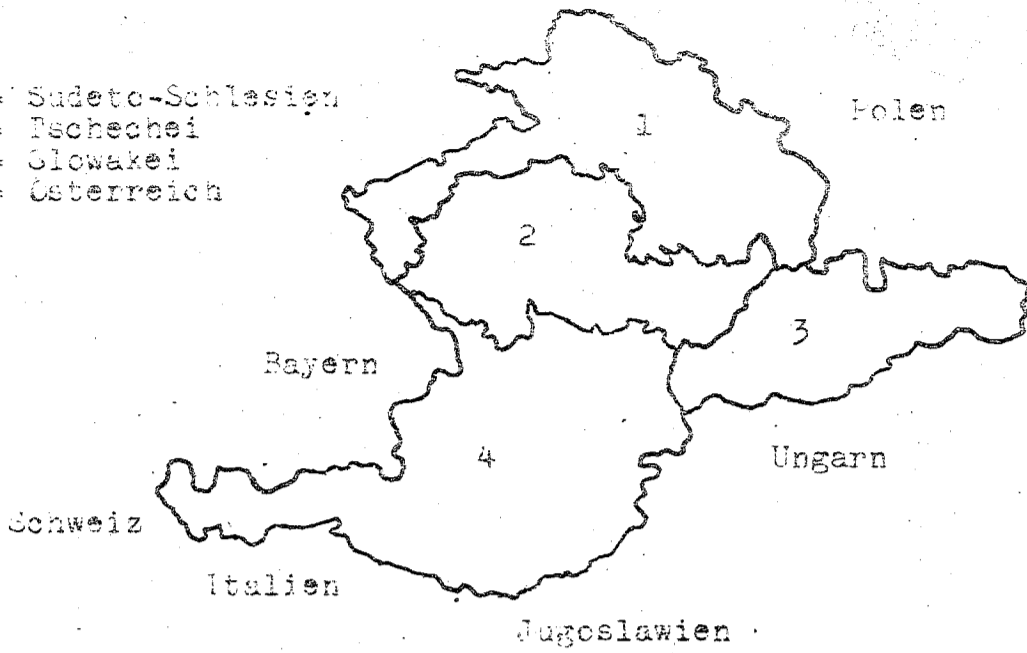 = Sudeto-Schlesien
= Tschechei
= Slowakei
= Österreich
1
Polen
2
3
Bayern
4
Ungarn
Schweiz
Italien
Jugoslawien